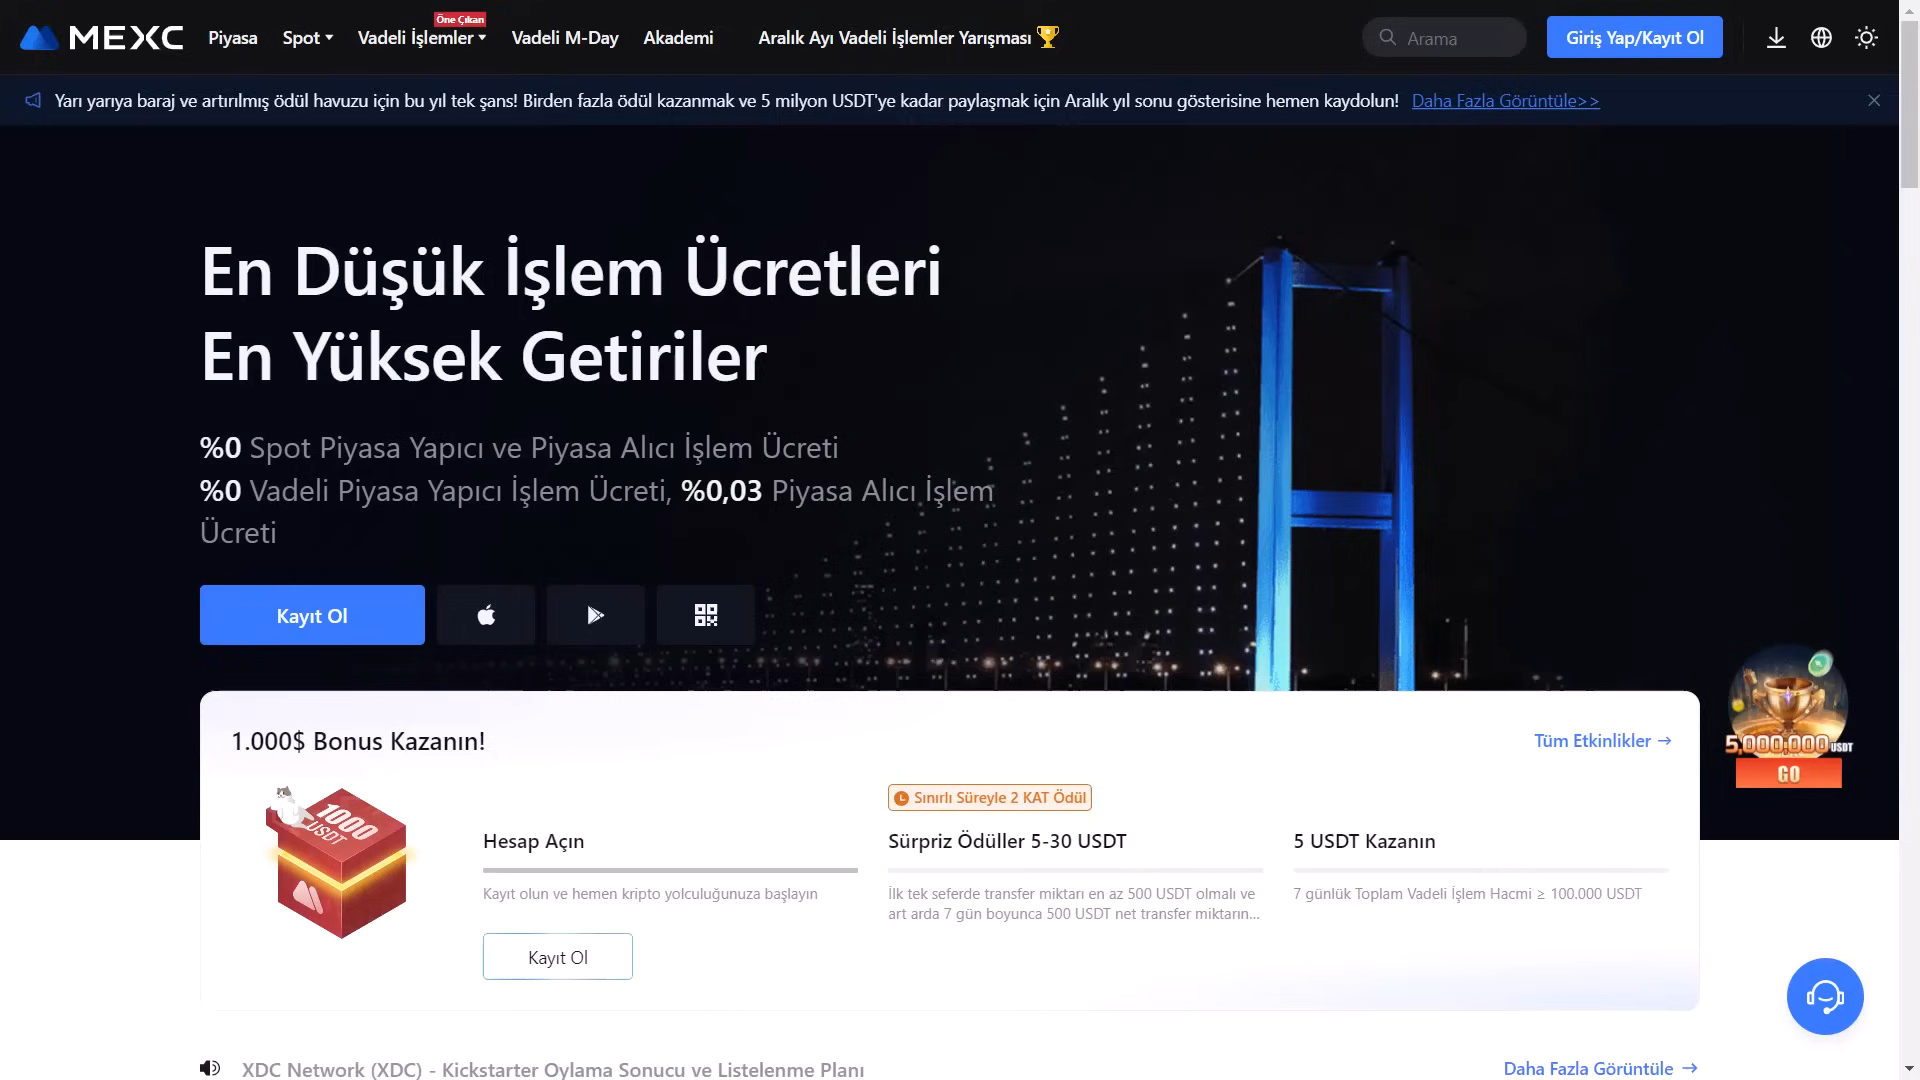 MEXC
Piyasa
Spot
Öne Çıkan
Vadeli İşlemler
Vadeli M-Day
Akademi
Aralık Ayı Vadeli İşlemler Yarışması
Arama
Giriş Yap/Kayıt Ol
Yarı yarıya baraj ve artırılmış ödül havuzu için bu yıl tek şans! Birden fazla ödül kazanmak ve 5 milyon USDT'ye kadar paylaşmak için Aralık yıl sonu gösterisine hemen kaydolun! Daha Fazla Görüntüle>>
En Düşük İşlem Ücretleri
En Yüksek Getiriler
%0 Spot Piyasa Yapıcı ve Piyasa Alıcı İşlem Ücreti
%0 Vadeli Piyasa Yapıcı İşlem Ücreti, %0,03 Piyasa Alıcı İşlem
Ücreti
Kayıt Ol
5,000,000 USDT
GO
1.000$ Bonus Kazanın!
Tüm Etkinlikler →
1000
USDT
Hesap Açın
Kayıt olun ve hemen kripto yolculuğunuza başlayın
Kayıt Ol
Sınırlı Süreyle 2 KAT Ödül
Sürpriz Ödüller 5-30 USDT
İlk tek seferde transfer miktarı en az 500 USDT olmalı ve
art arda 7 gün boyunca 500 USDT net transfer miktarın...
5 USDT Kazanın
7 günlük Toplam Vadeli İşlem Hacmi ≥ 100.000 USDT
XDC Network (XDC) - Kickstarter Oylama Sonucu ve Listelenme Planı
Daha Fazla Görüntüle →